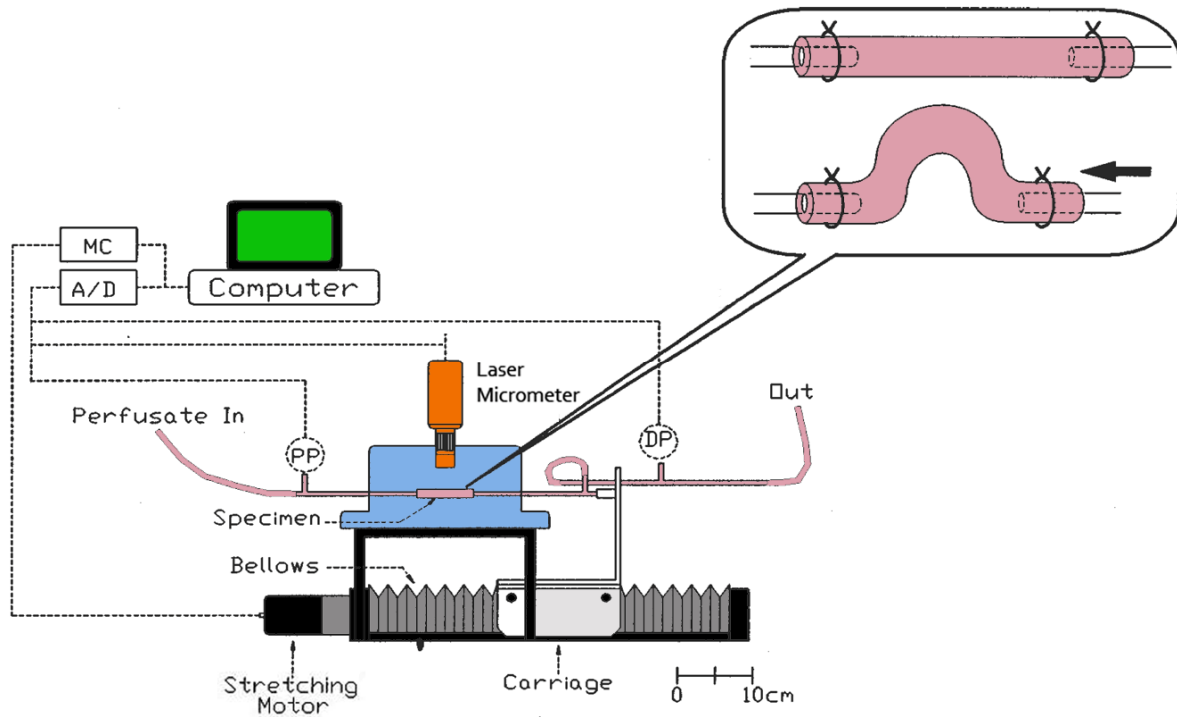 MC
A/D
Computer
Laser
Micrometer
Perfusate In
Out
PP
DP
Specimen
Bellows
Stretching
Motor
Carriage
0 10cm